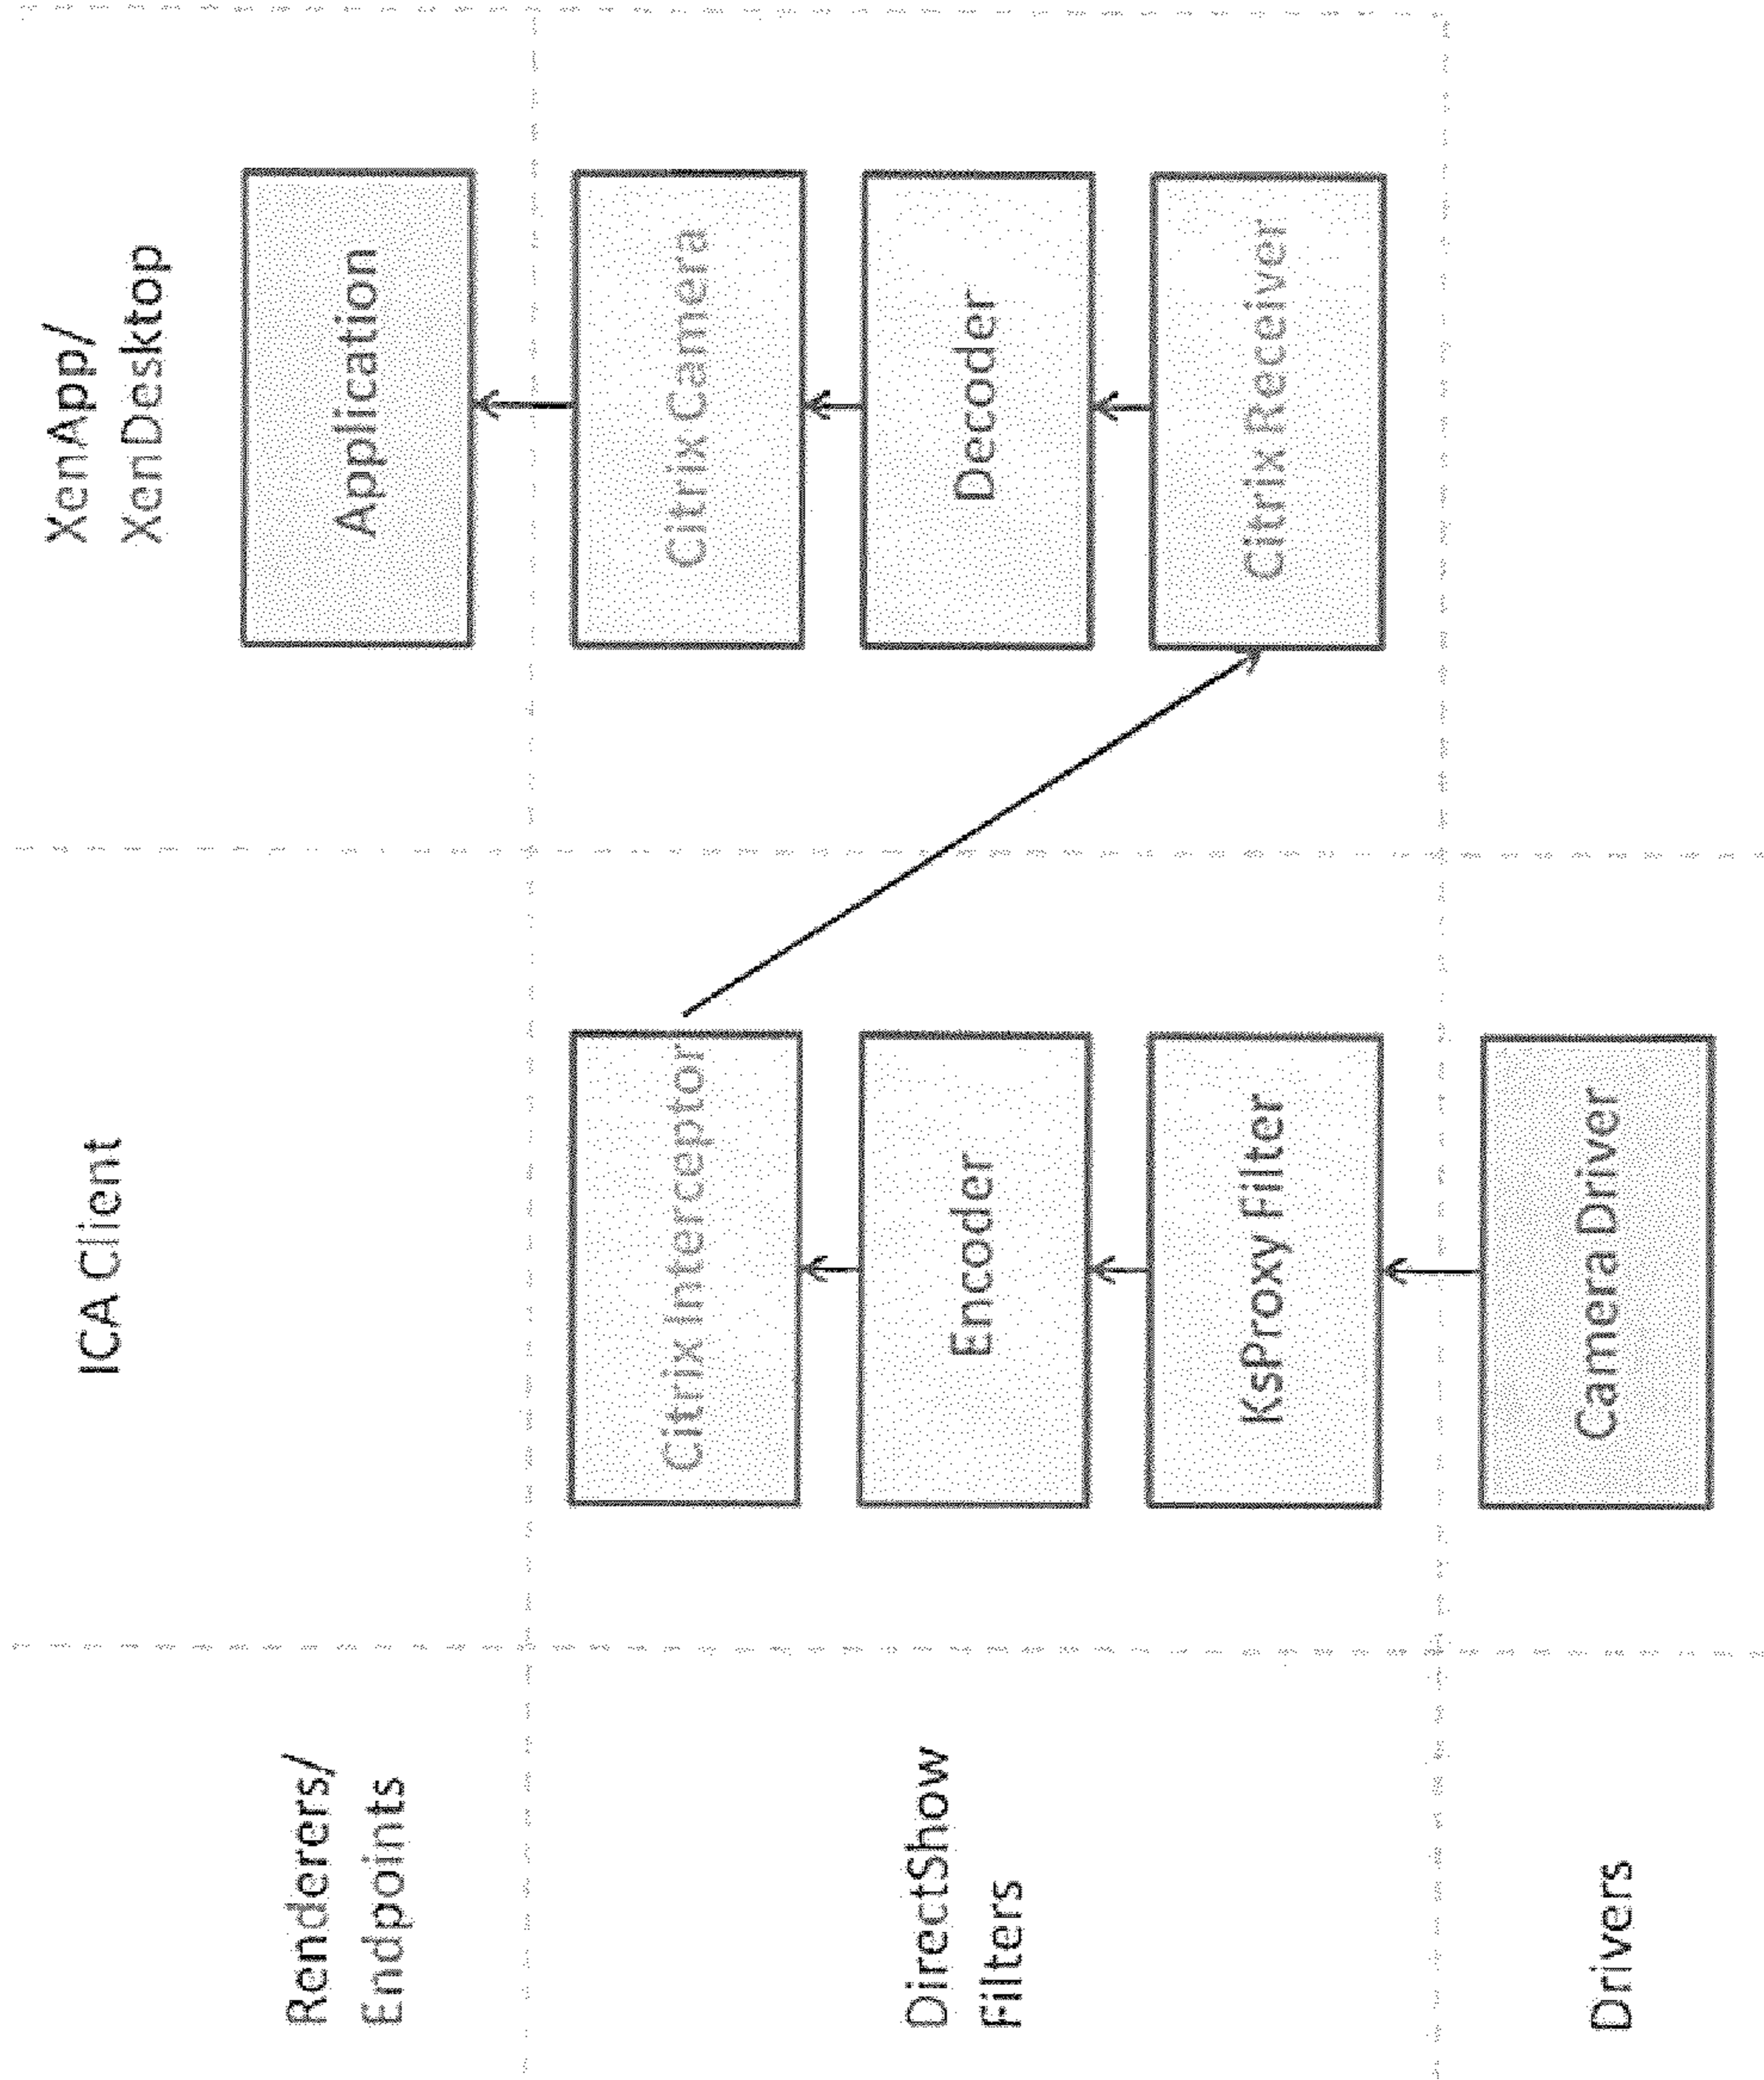 ICA Client
XenApp/
XenDesktop
Renderers/
Endpoints
Application
DirectShow
Filters
Citrix Interceptor
Citrix Camera
Encoder
Decoder
KsProxy Filter
Citrix Receiver
Drivers
Camera Driver